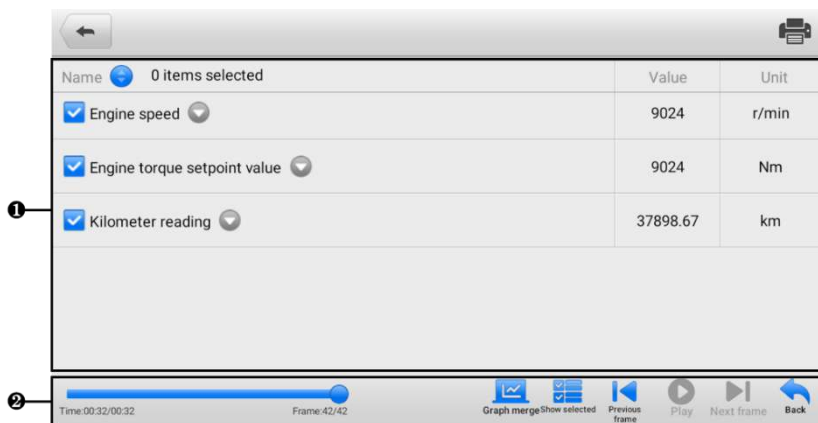 Name 0 items selected Value Unit
Engine speed 9024 r/min
Engine torque setpoint value 9024 Nm
❶
Kilometer reading 37898.67 km
❷
Time:00:32/00:32 Frame:42/42 Graph merge Show selected Previous frame Play Next frame Back